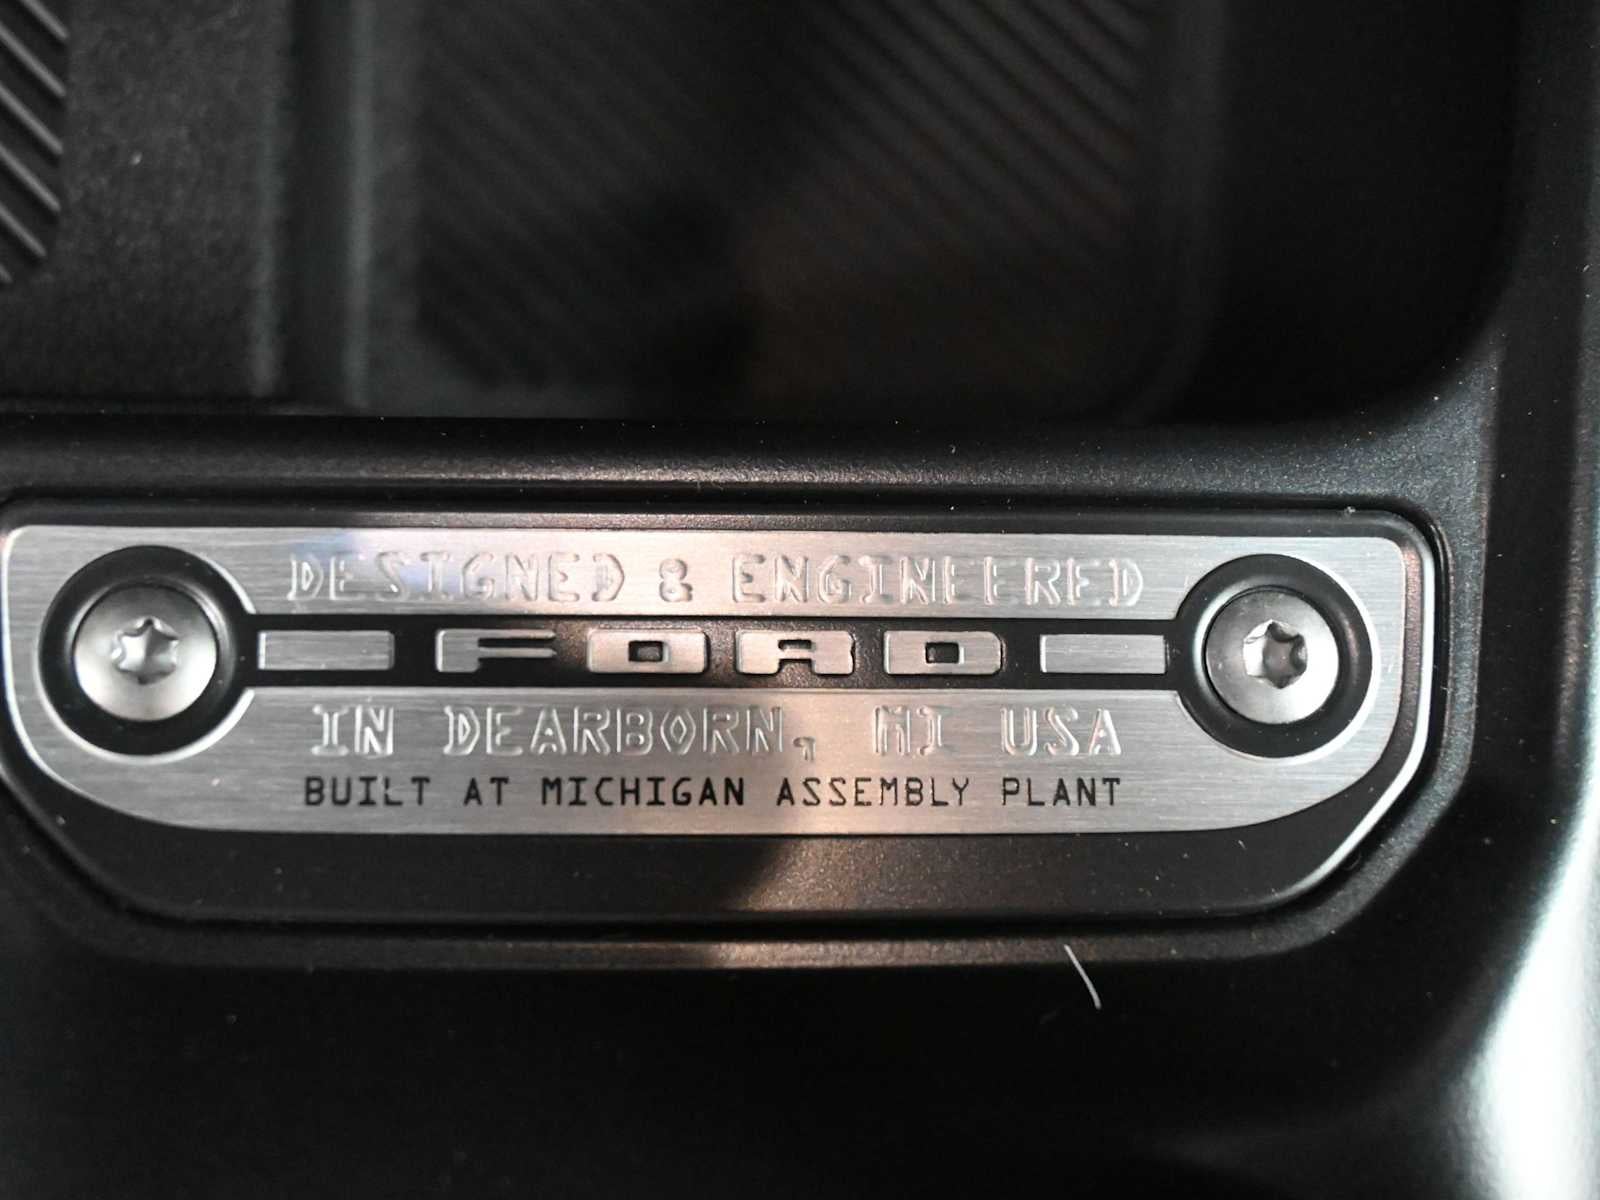 DESIGNED & ENGINEERED
FORD
IN DEARBORN, MI USA
BUILT AT MICHIGAN ASSEMBLY PLANT